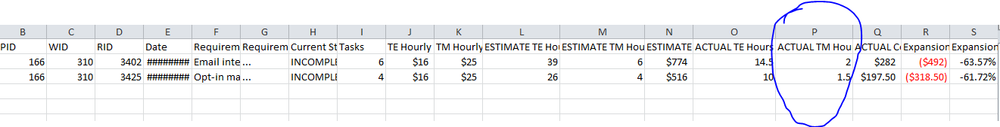 B C D E F G H I J K L M N O P Q R S
PID WID RID Date Requirem Requirem Current St Tasks TE Hourly TM Hourly ESTIMATE TE Hou ESTIMATE TM Hou ESTIMATE ACTUAL TE Hours ACTUAL TM Hou ACTUAL Co Expansion Expansion
166 310 3402 ######## Email inte ... INCOMPLE 6 $16 $25 39 6 $774 14.5 2 $282 ($492) -63.57%
166 310 3425 ######## Opt-in ma ... INCOMPLE 4 $16 $25 26 4 $516 10 1.5 $197.50 ($318.50) -61.72%